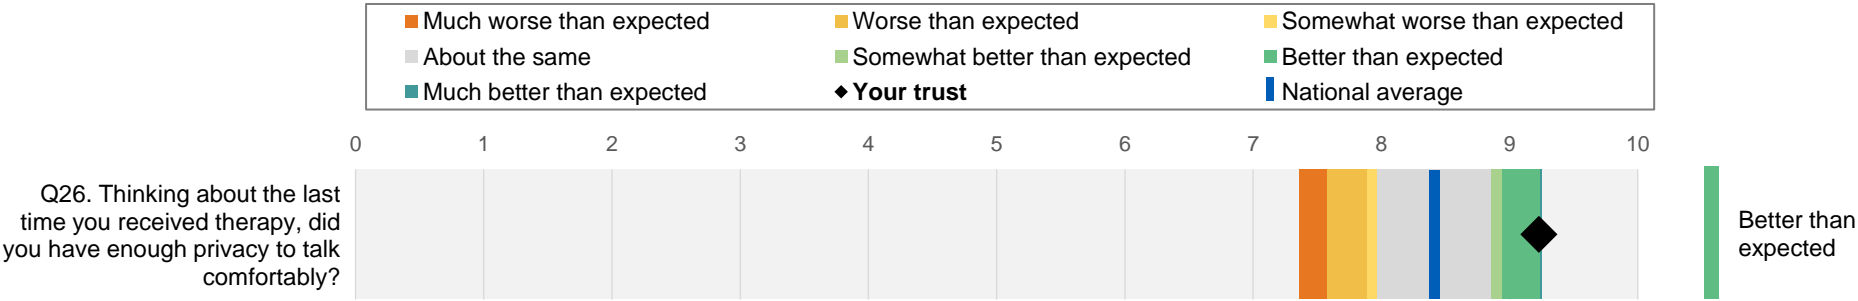 Much worse than expected
Worse than expected
Somewhat worse than expected
About the same
Somewhat better than expected
Better than expected
Much better than expected
Your trust
National average
0 1 2 3 4 5 6 7 8 9 10
Q26. Thinking about the last
time you received therapy, did
you have enough privacy to talk
comfortably?
Better than
expected